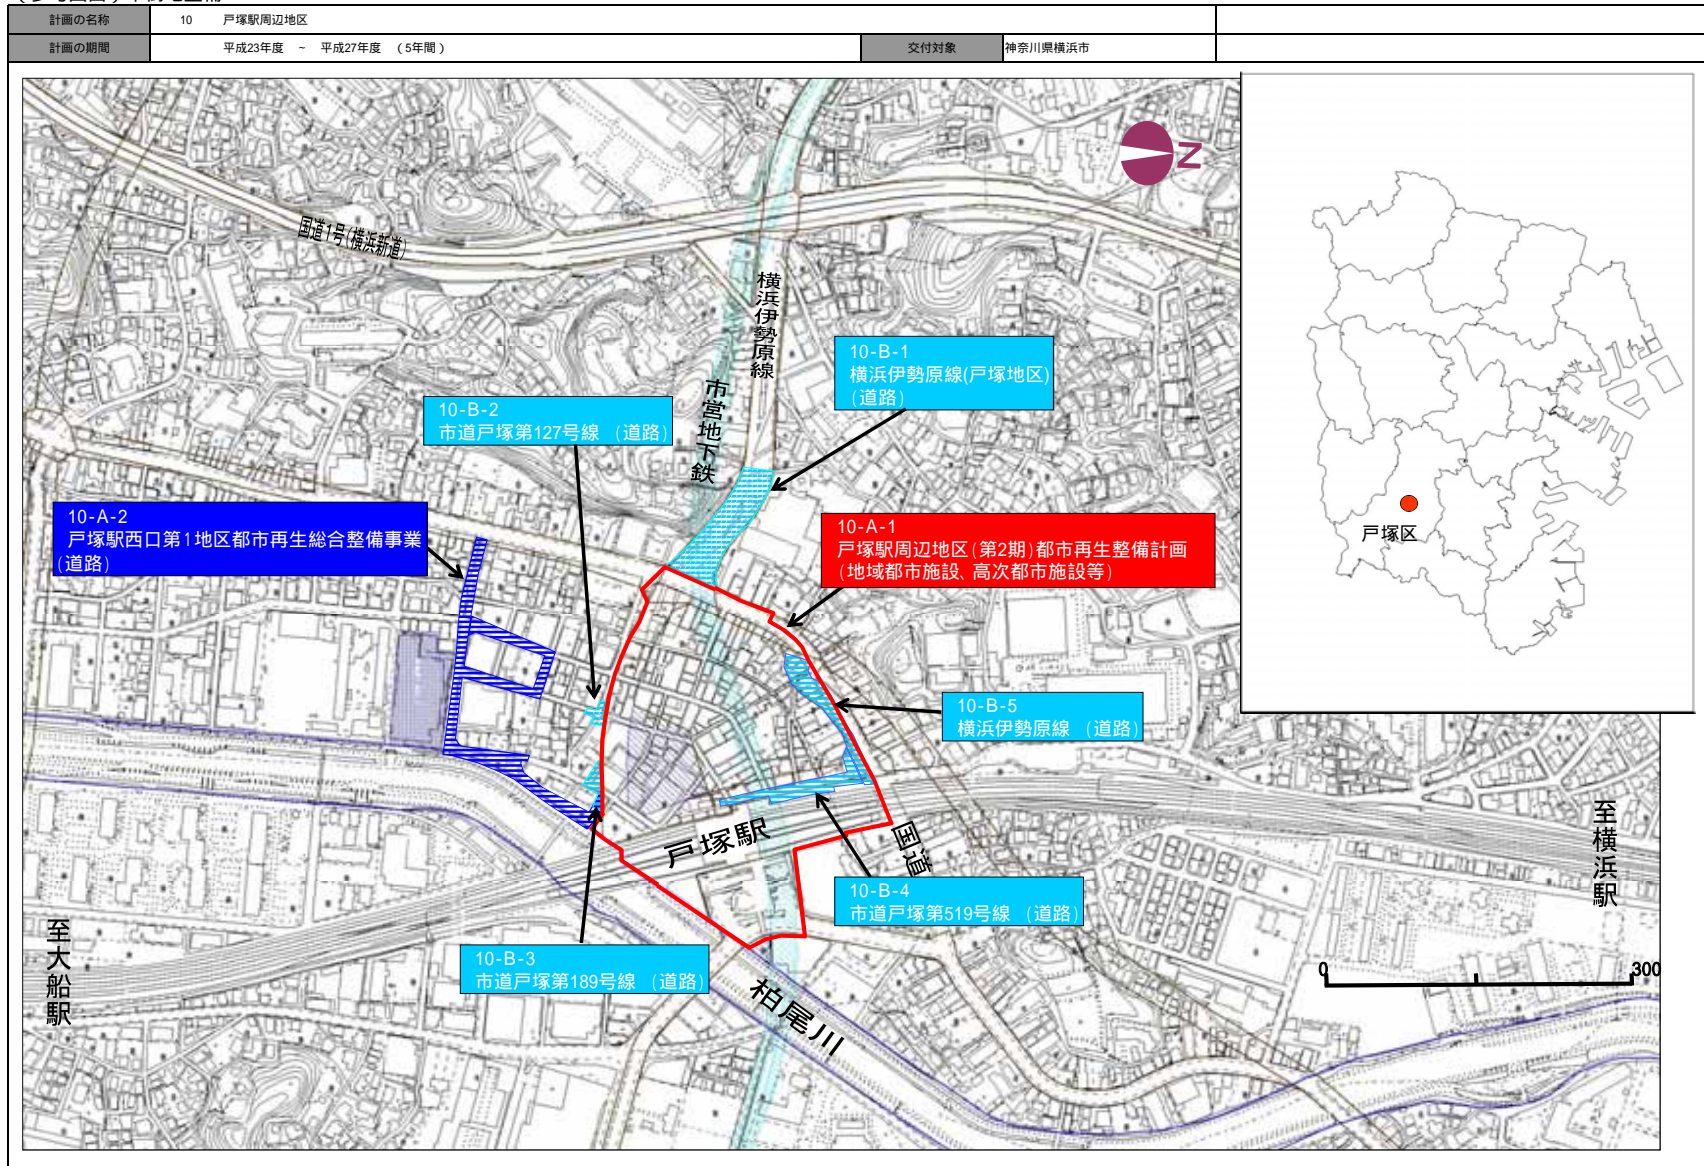 計画の名称
10 戸塚駅周辺地区
計画の期間
平成23年度 ~ 平成27年度 (5年間)
交付対象
神奈川県横浜市
Z
国道1号(横浜新道)
横浜伊勢原線
市営地下鉄
10-B-1
横浜伊勢原線(戸塚地区)
(道路)
10-B-2
市道戸塚第127号線 (道路)
10-A-2
戸塚駅西口第1地区都市再生総合整備事業
(道路)
10-A-1
戸塚駅周辺地区(第2期)都市再生整備計画
(地域都市施設、高次都市施設等)
戸塚区
10-B-5
横浜伊勢原線 (道路)
戸塚駅
国道
至横浜駅
10-B-4
市道戸塚第519号線 (道路)
10-B-3
市道戸塚第189号線 (道路)
至大船駅
柏尾川
0
300